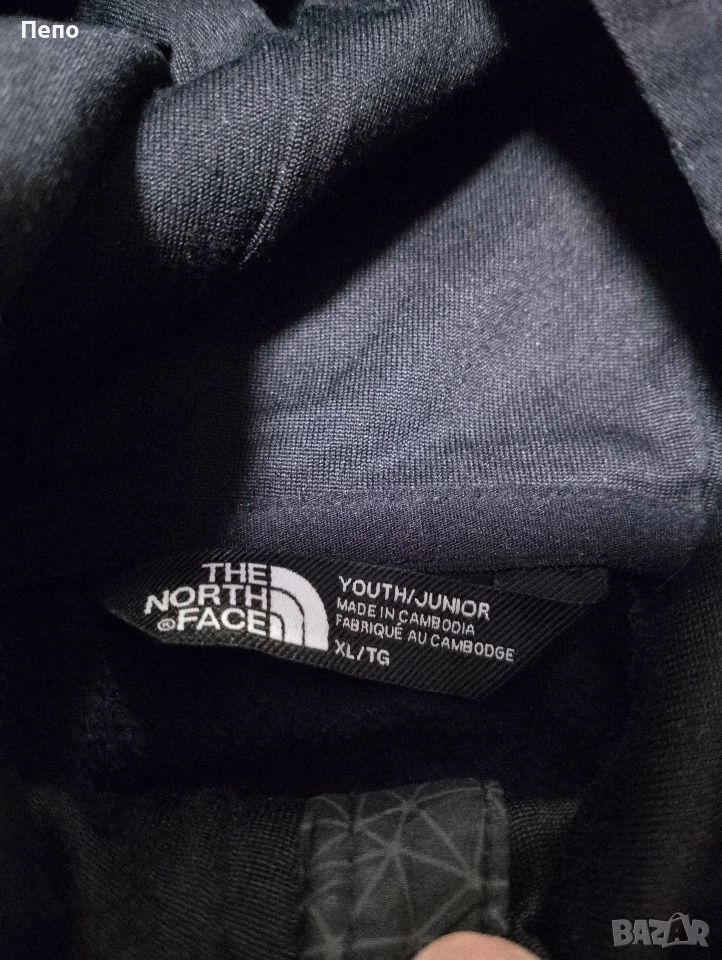 Пепо
THE
NORTH
®FACE
YOUTH/JUNIOR
MADE IN CAMBODIA
FABRIQUÉ AU CAMBODGE
XL/TG
BAZAR